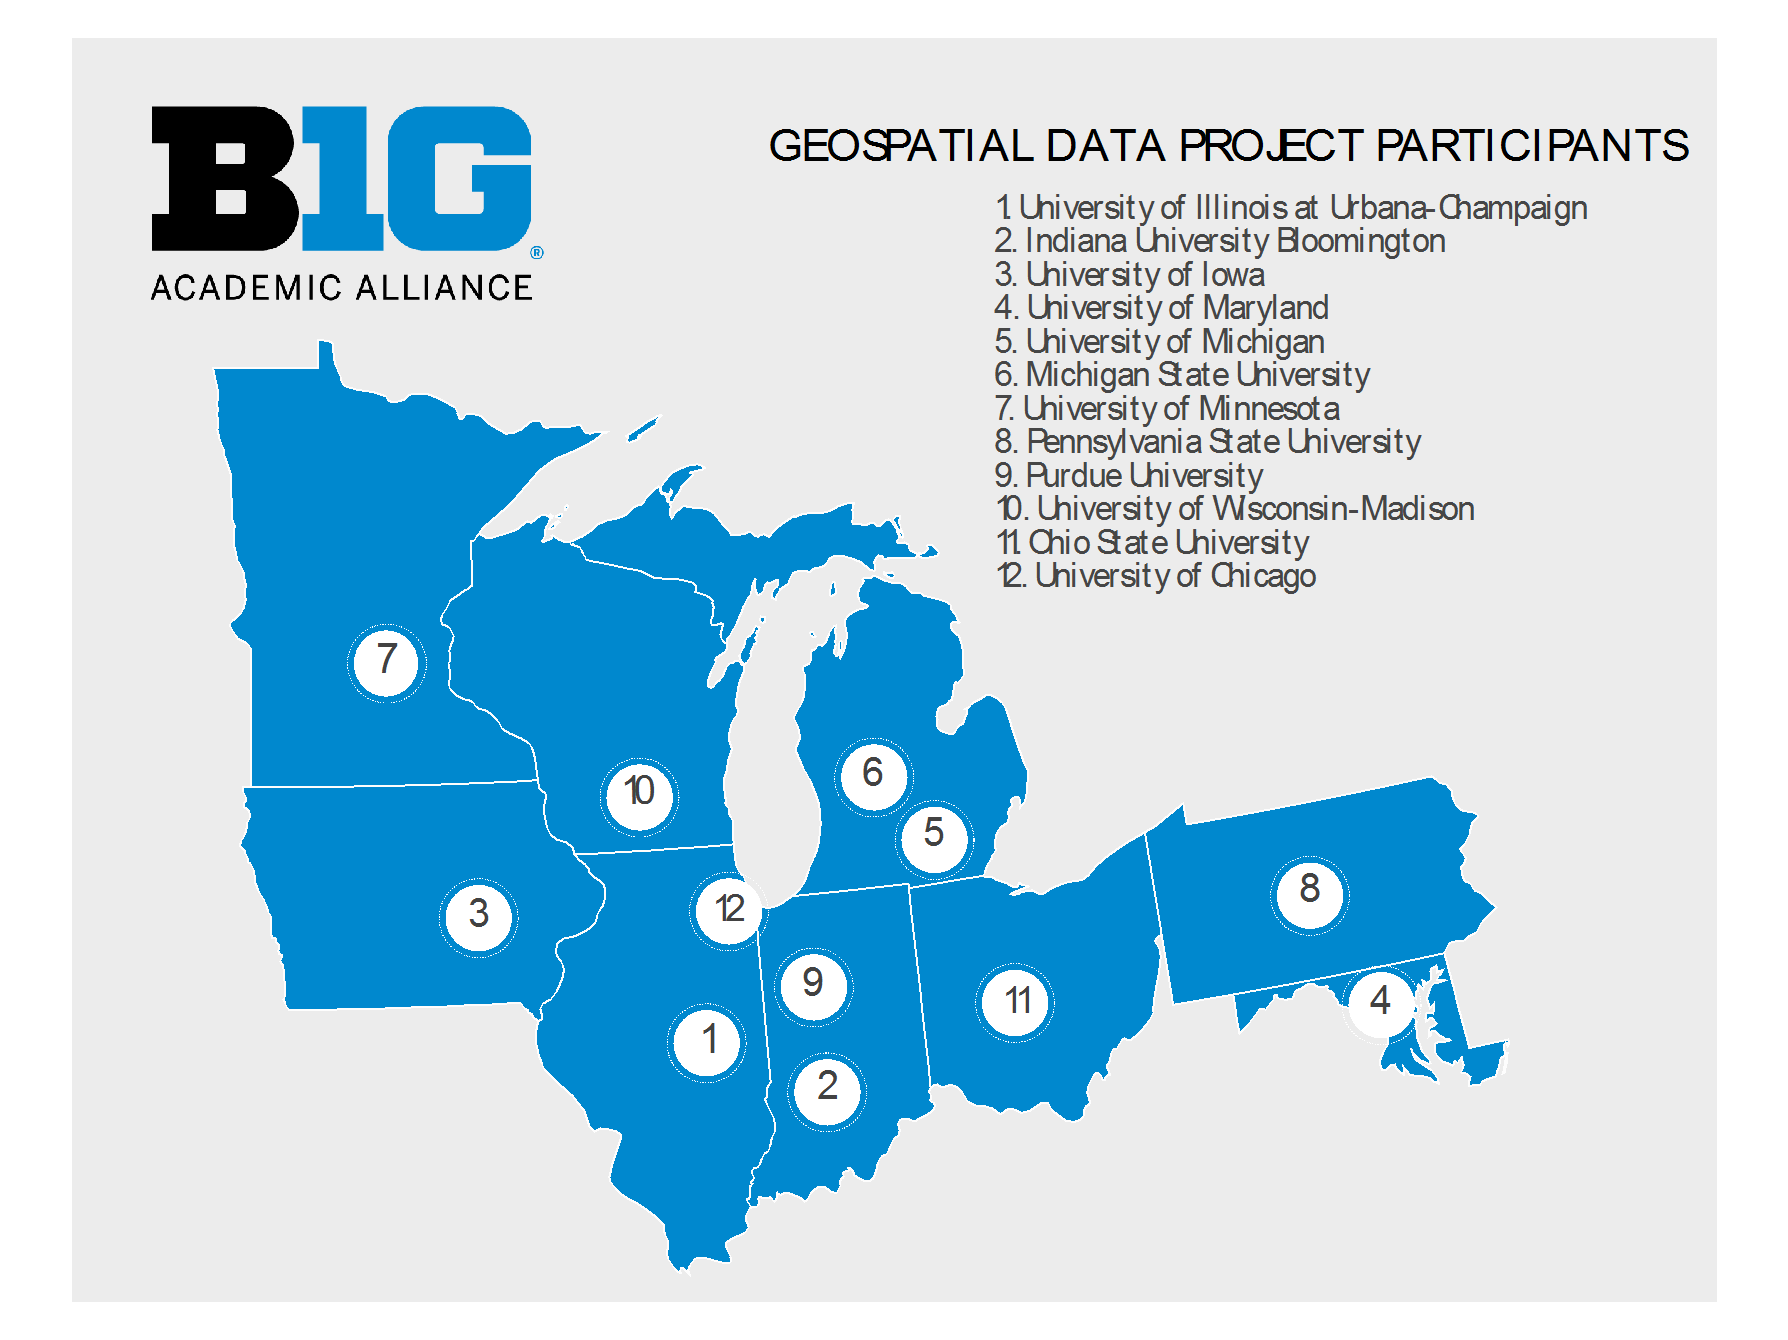 B1G®
ACADEMIC ALLIANCE
GEOSPATIAL DATA PROJECT PARTICIPANTS
1. University of Illinois at Urbana-Champaign
2. Indiana University Bloomington
3. University of Iowa
4. University of Maryland
5. University of Michigan
6. Michigan State University
7. University of Minnesota
8. Pennsylvania State University
9. Purdue University
10. University of Wisconsin-Madison
11. Ohio State University
12. University of Chicago
7
10
6
5
3
12
8
9
11
4
1
2